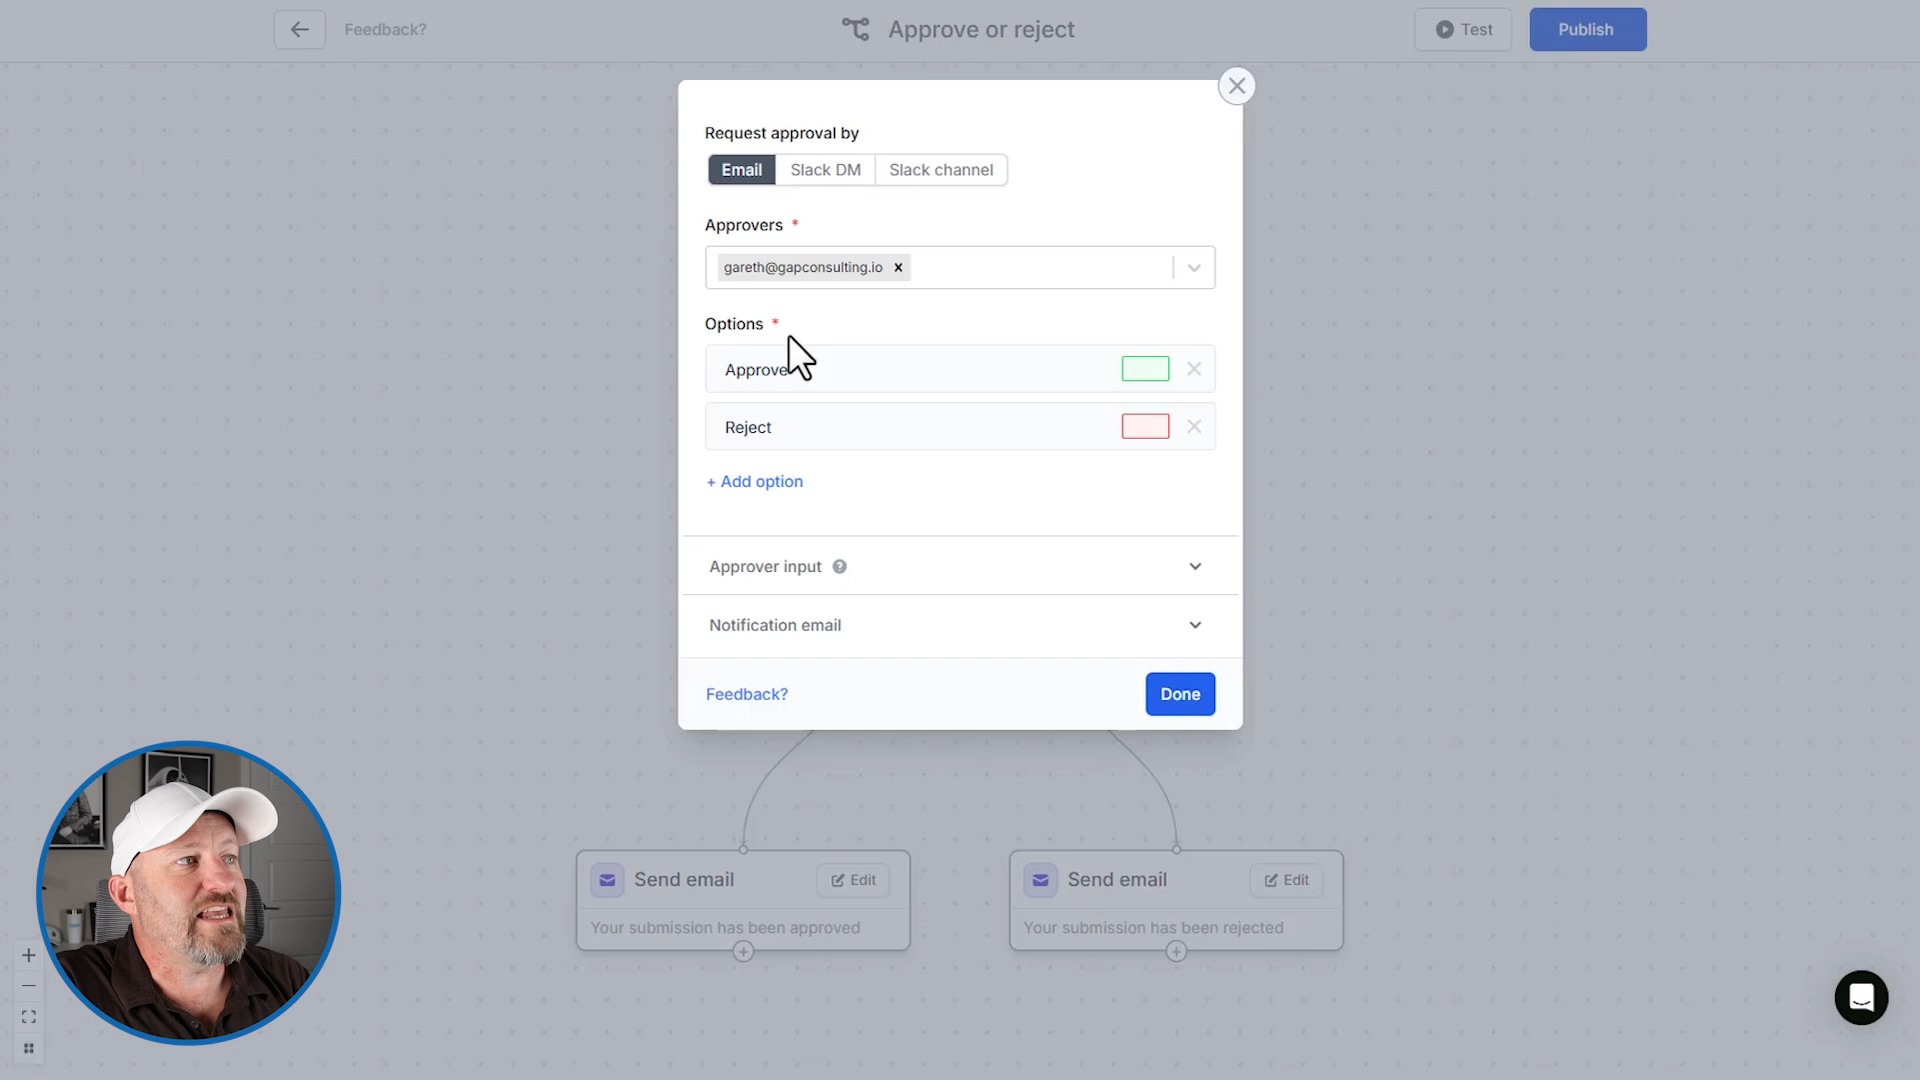 Feedback?
Approve or reject
Test
Publish
Request approval by
Email
Slack DM
Slack channel
Approvers *
gareth@gapconsulting.io
Options *
Approve
Reject
+ Add option
Approver input
Notification email
Feedback?
Done
Send email
Edit
Your submission has been approved
Send email
Edit
Your submission has been rejected